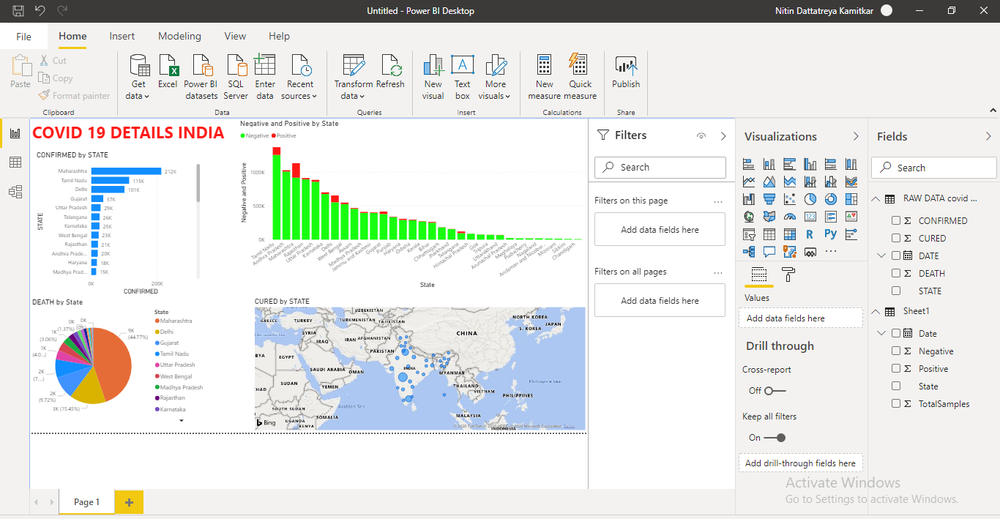 Untitled - Power BI Desktop
Nitin Dattatreya Kamitkar
File
Home
Insert
Modeling
View
Help
Paste
Cut
Copy
Format painter
Get data
Excel
Power BI datasets
SQL Server
Enter data
Recent sources
Transform data
Refresh
New visual
Text box
More visuals
New measure
Quick measure
Publish
Clipboard
Data
Queries
Insert
Calculations
Share
COVID 19 DETAILS INDIA
CONFIRMED by STATE
STATE
Maharashtra 212K
Tamil Nadu 115K
Delhi 101K
Gujarat 37K
Uttar Pradesh 29K
Telangana 26K
Karnataka 25K
West Bengal 23K
Rajasthan 21K
Andhra Prade... 20K
Haryana 18K
Madhya Prad... 15K
0K 200K
CONFIRMED
Negative and Positive by State
Negative Positive
Negative and Positive
1000K
500K
0K
Tamil Nadu
Andhra Pradesh
Maharashtra
Rajasthan
Uttar Pradesh
Karnataka
Delhi
West Bengal
Assam
Madhya Pradesh
Jammu and Kashmir
Gujarat
Punjab
Haryana
Odisha
Kerala
Bihar
Chhattisgarh
Jharkhand
Telangana
Himachal Pradesh
Goa
Tripura
Uttarakhand
Arunachal Pradesh
Meghalaya
Puducherry
Nagaland
Andaman and Nicobar...
Mizoram
Sikkim
Chandigarh
State
DEATH by State
9K (44.77%)
3K (15.45%)
2K (9.72%)
2K (7...)
1K (4.0...)
1K (3.06%)
0K (1.37%)
0K (0%)
State
Maharashtra
Delhi
Gujarat
Tamil Nadu
Uttar Pradesh
West Bengal
Madhya Pradesh
Rajasthan
Karnataka
CURED by STATE
UZBEKISTAN
GREECE
TURKEY
TURKMENISTAN
TAJIKISTAN
NORTH KOREA
JAPAN
S. KOREA
SYRIA
IRAQ
IRAN
AFGHANISTAN
CHINA
BYA
EGYPT
PAKISTAN
SAUDI ARABIA
OMAN
INDIA
MYANMAR
CHAD
SUDAN
YEMEN
THAILAND
VIETNAM
Philippine Sea
PHILIPPINES
Arabian Sea
SOUTH SUDAN
SOMALIA
MALAYSIA
Bing
UGANDA
KENYA
INDONESIA
© 2020 TomTom © 2020 HERE, © 2020 Microsoft Corporation Terms
Filters
Search
Filters on this page ...
Add data fields here
Filters on all pages ...
Add data fields here
Visualizations
R
Py
...
Values
Add data fields here
Drill through
Cross-report
Off
Keep all filters
On
Add drill-through fields here
Fields
Search
RAW DATA covid ...
Σ CONFIRMED
Σ CURED
DATE
Σ DEATH
STATE
Sheet1
Date
Σ Negative
Σ Positive
State
Σ TotalSamples
Activate Windows
Go to Settings to activate Windows.
Page 1